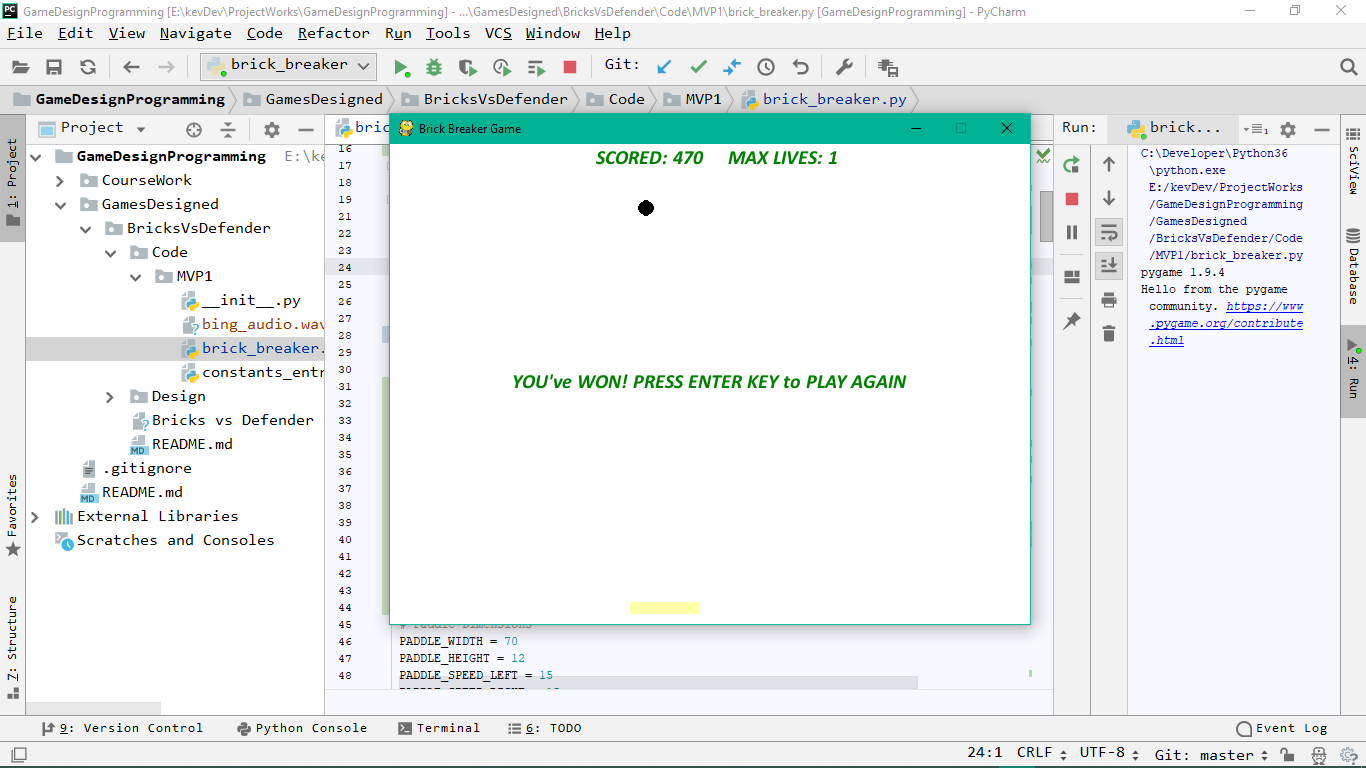 GameDesignProgramming [E:\kevDev\ProjectWorks\GameDesignProgramming] - ...\GamesDesigned\BricksVsDefender\Code\MVP1\brick_breaker.py [GameDesignProgramming] - PyCharm
File Edit View Navigate Code Refactor Run Tools VCS Window Help
brick_breaker Git:
GameDesignProgramming GamesDesigned BricksVsDefender Code MVP1 brick_breaker.py
1: Project
Z: Structure
Favorites
Project
GameDesignProgramming
CourseWork
GamesDesigned
BricksVsDefender
Code
MVP1
__init__.py
bing_audio.wav
brick_breaker.
constants_entr
Design
Bricks vs Defender
README.md
.gitignore
README.md
External Libraries
Scratches and Consoles
bric
16
17
18
19
21
22
23
24
25
26
27
28
29
30
31
32
33
34
35
36
37
38
39
40
41
42
43
44
45 # Paddle Dimensions
46 PADDLE_WIDTH = 70
47 PADDLE_HEIGHT = 12
48 PADDLE_SPEED_LEFT = 15
Brick Breaker Game
SCORED: 470 MAX LIVES: 1
YOU've WON! PRESS ENTER KEY to PLAY AGAIN
Run: brick...
C:\Developer\Python36
\python.exe
E:/kevDev/ProjectWorks
/GameDesignProgramming
/GamesDesigned
/BricksVsDefender/Code
/MVP1/brick_breaker.py
pygame 1.9.4
Hello from the pygame
community. https://www
.pygame.org/contribute
.html
SciView
Database
4: Run
9: Version Control Python Console Terminal 6: TODO Event Log
24:1 CRLF UTF-8 Git: master